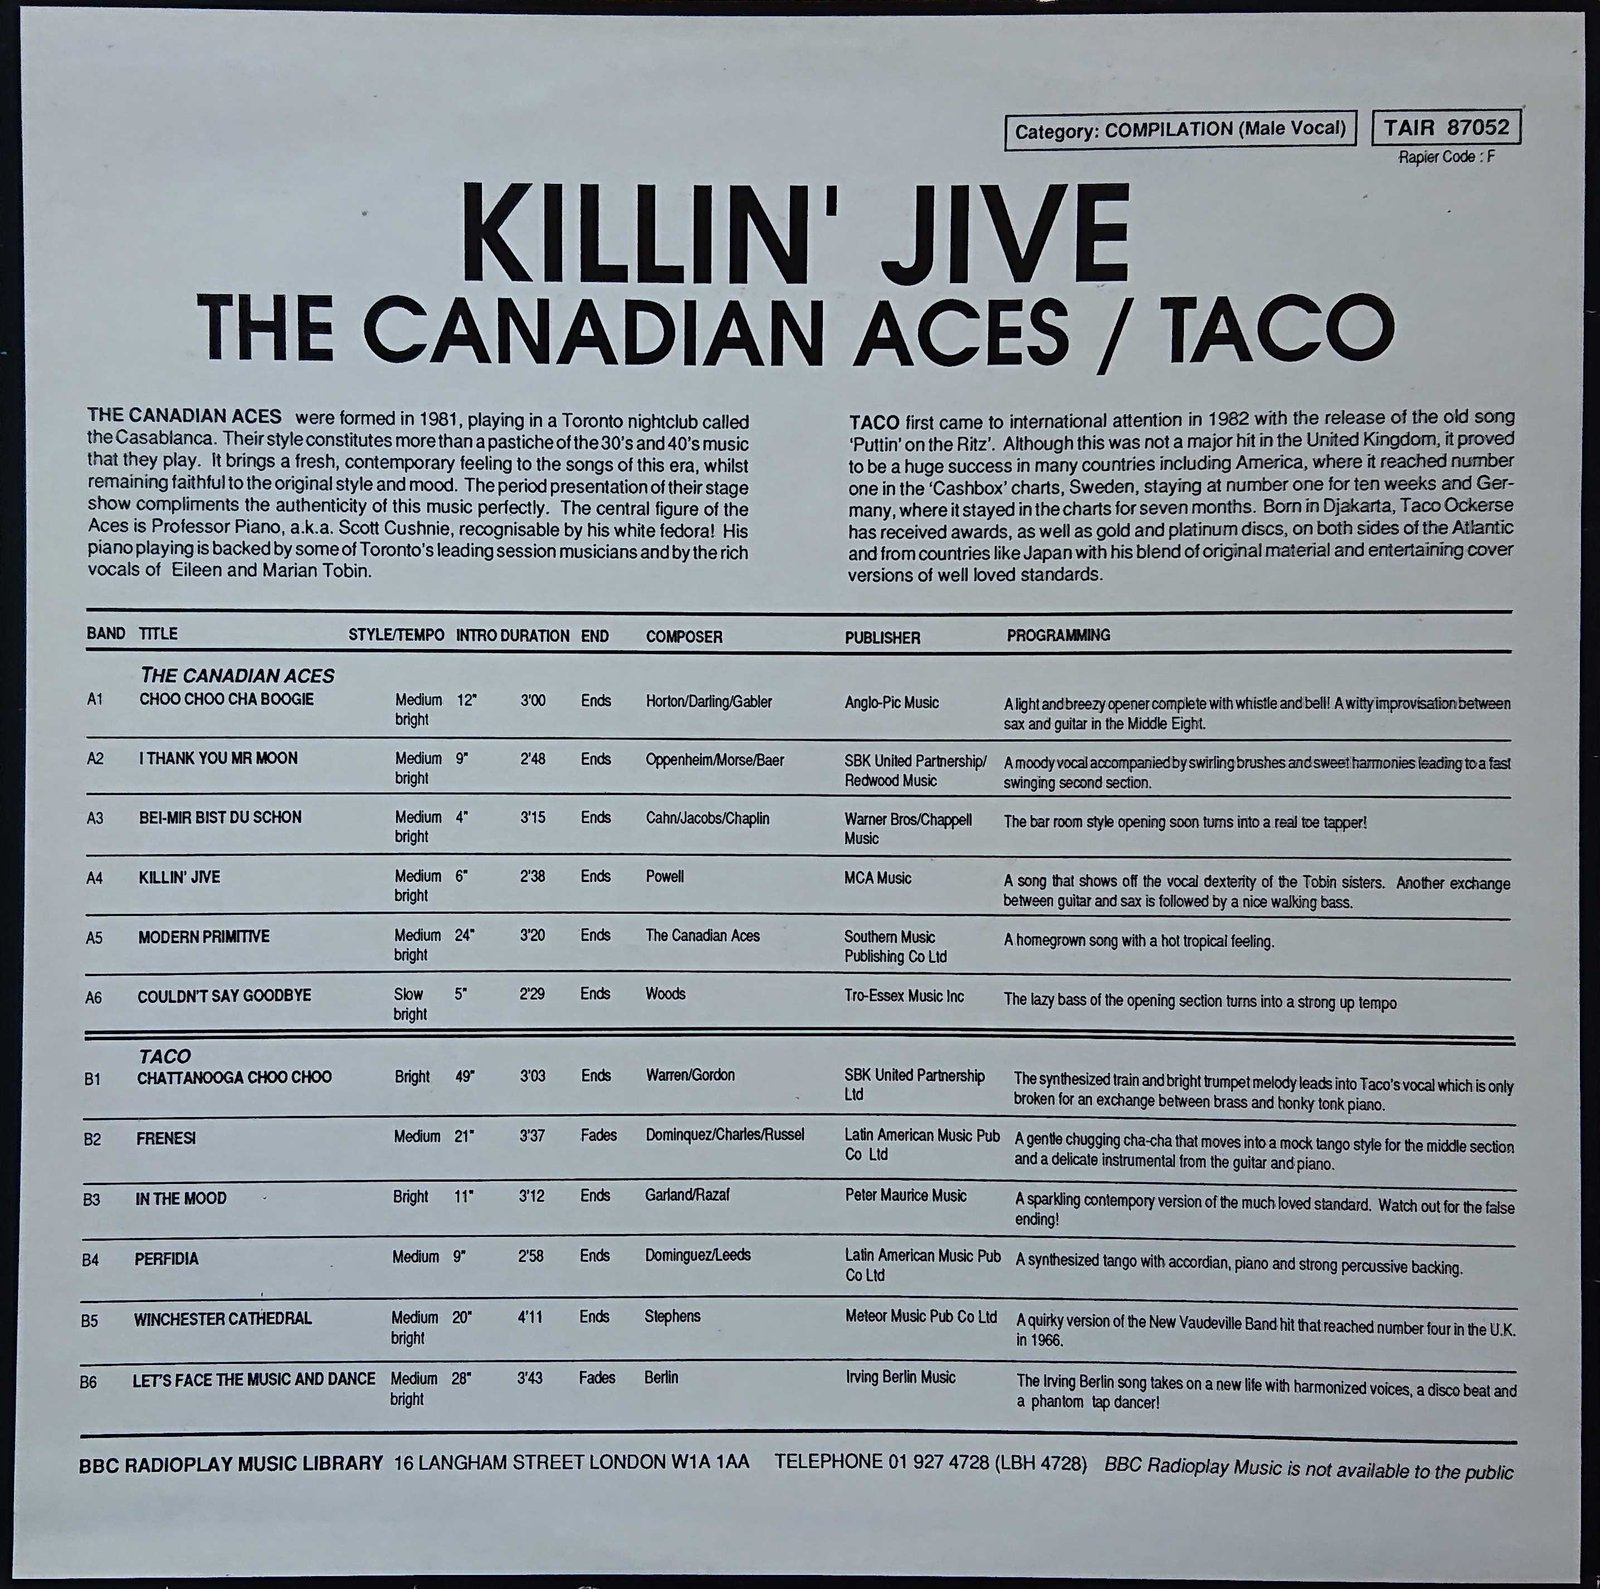 Category: COMPILATION (Male Vocal) TAIR 87052
Rapier Code : F
KILLIN' JIVE
THE CANADIAN ACES / TACO
THE CANADIAN ACES were formed in 1981, playing in a Toronto nightclub called
the Casablanca. Their style constitutes more than a pastiche of the 30's and 40's music
that they play. It brings a fresh, contemporary feeling to the songs of this era, whilst
remaining faithful to the original style and mood. The period presentation of their stage
show compliments the authenticity of this music perfectly. The central figure of the
Aces is Professor Piano, a.k.a. Scott Cushnie, recognisable by his white fedora! His
piano playing is backed by some of Toronto's leading session musicians and by the rich
vocals of Eileen and Marian Tobin.
TACO first came to international attention in 1982 with the release of the old song
'Puttin' on the Ritz'. Although this was not a major hit in the United Kingdom, it proved
to be a huge success in many countries including America, where it reached number
one in the 'Cashbox' charts, Sweden, staying at number one for ten weeks and Ger-
many, where it stayed in the charts for seven months. Born in Djakarta, Taco Ockerse
has received awards, as well as gold and platinum discs, on both sides of the Atlantic
and from countries like Japan with his blend of original material and entertaining cover
versions of well loved standards.
BAND TITLE STYLE/TEMPO INTRO DURATION END COMPOSER PUBLISHER PROGRAMMING
THE CANADIAN ACES
A1 CHOO CHOO CHA BOOGIE Medium 12" 3'00 Ends Horton/Darling/Gabler Anglo-Pic Music A light and breezy opener complete with whistle and bell! A witty improvisation between
bright sax and guitar in the Middle Eight.
A2 I THANK YOU MR MOON Medium 9" 2'48 Ends Oppenheim/Morse/Baer SBK United Partnership/ A moody vocal accompanied by swirling brushes and sweet harmonies leading to a fast
bright Redwood Music swinging second section.
A3 BEI-MIR BIST DU SCHON Medium 4" 3'15 Ends Cahn/Jacobs/Chaplin Warner Bros/Chappell The bar room style opening soon turns into a real toe tapper!
bright Music
A4 KILLIN' JIVE Medium 6" 2'38 Ends Powell MCA Music A song that shows off the vocal dexterity of the Tobin sisters. Another exchange
bright between guitar and sax is followed by a nice walking bass.
A5 MODERN PRIMITIVE Medium 24" 3'20 Ends The Canadian Aces Southern Music A homegrown song with a hot tropical feeling.
bright Publishing Co Ltd
A6 COULDN'T SAY GOODBYE Slow 5" 2'29 Ends Woods Tro-Essex Music Inc The lazy bass of the opening section turns into a strong up tempo
bright
TACO
B1 CHATTANOOGA CHOO CHOO Bright 49" 3'03 Ends Warren/Gordon SBK United Partnership The synthesized train and bright trumpet melody leads into Taco's vocal which is only
Ltd broken for an exchange between brass and honky tonk piano.
B2 FRENESI Medium 21" 3'37 Fades Dominquez/Charles/Russel Latin American Music Pub A gentle chugging cha-cha that moves into a mock tango style for the middle section
Co Ltd and a delicate instrumental from the guitar and piano.
B3 IN THE MOOD Bright 11" 3'12 Ends Garland/Razaf Peter Maurice Music A sparkling contempory version of the much loved standard. Watch out for the false
ending!
B4 PERFIDIA Medium 9" 2'58 Ends Dominguez/Leeds Latin American Music Pub A synthesized tango with accordian, piano and strong percussive backing.
Co Ltd
B5 WINCHESTER CATHEDRAL Medium 20" 4'11 Ends Stephens Meteor Music Pub Co Ltd A quirky version of the New Vaudeville Band hit that reached number four in the U.K.
bright in 1966.
B6 LET'S FACE THE MUSIC AND DANCE Medium 28" 3'43 Fades Berlin Irving Berlin Music The Irving Berlin song takes on a new life with harmonized voices, a disco beat and
bright a phantom tap dancer!
BBC RADIOPLAY MUSIC LIBRARY 16 LANGHAM STREET LONDON W1A 1AA TELEPHONE 01 927 4728 (LBH 4728) BBC Radioplay Music is not available to the public